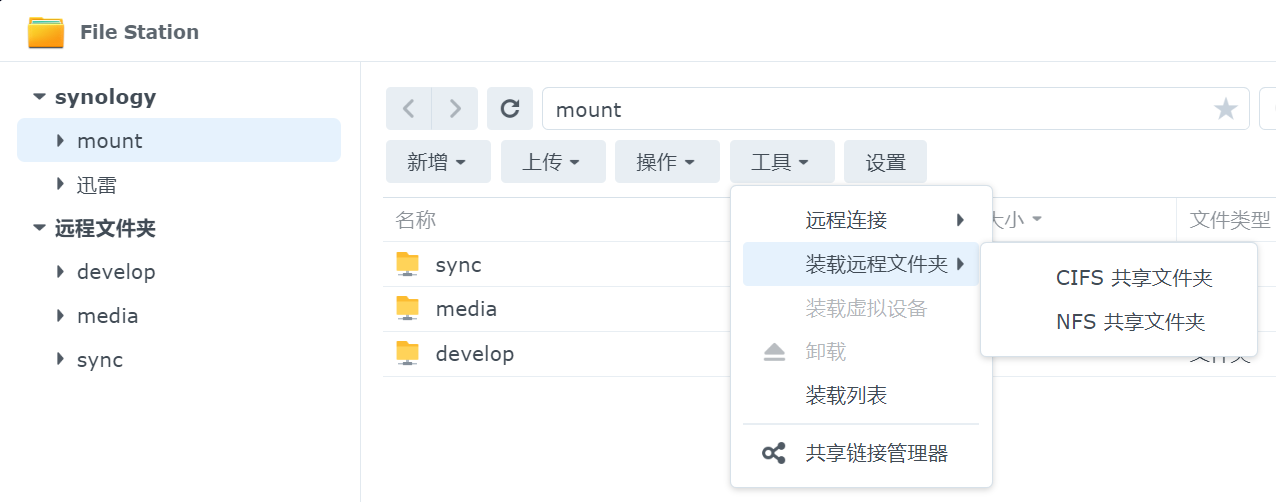 File Station
synology
mount
迅雷
远程文件夹
develop
media
sync
mount
新增
上传
操作
工具
设置
名称
大小
文件类型
sync
media
develop
文件夹
远程连接
装载远程文件夹
装载虚拟设备
卸载
装载列表
共享链接管理器
CIFS 共享文件夹
NFS 共享文件夹